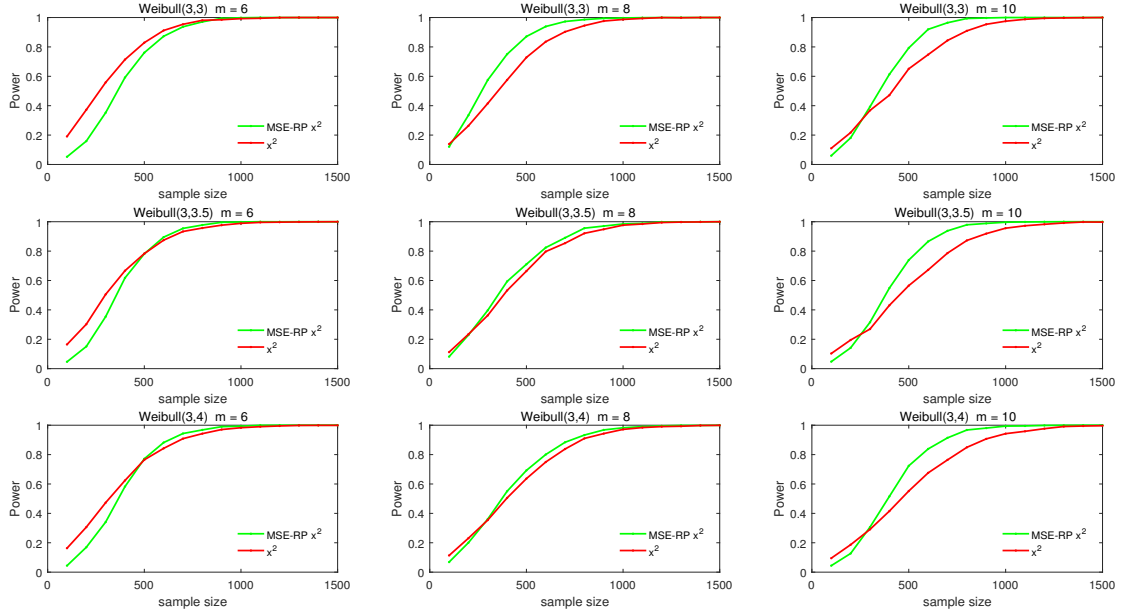 Weibull(3,3) m = 6
1
0.8
0.6
0.4
0.2
0
Power
MSE-RP x²
x²
0 500 1000 1500
sample size
Weibull(3,3) m = 8
1
0.8
0.6
0.4
0.2
0
Power
MSE-RP x²
x²
0 500 1000 1500
sample size
Weibull(3,3) m = 10
1
0.8
0.6
0.4
0.2
0
Power
MSE-RP x²
x²
0 500 1000 1500
sample size
Weibull(3,3.5) m = 6
1
0.8
0.6
0.4
0.2
0
Power
MSE-RP x²
x²
0 500 1000 1500
sample size
Weibull(3,3.5) m = 8
1
0.8
0.6
0.4
0.2
0
Power
MSE-RP x²
x²
0 500 1000 1500
sample size
Weibull(3,3.5) m = 10
1
0.8
0.6
0.4
0.2
0
Power
MSE-RP x²
x²
0 500 1000 1500
sample size
Weibull(3,4) m = 6
1
0.8
0.6
0.4
0.2
0
Power
MSE-RP x²
x²
0 500 1000 1500
sample size
Weibull(3,4) m = 8
1
0.8
0.6
0.4
0.2
0
Power
MSE-RP x²
x²
0 500 1000 1500
sample size
Weibull(3,4) m = 10
1
0.8
0.6
0.4
0.2
0
Power
MSE-RP x²
x²
0 500 1000 1500
sample size